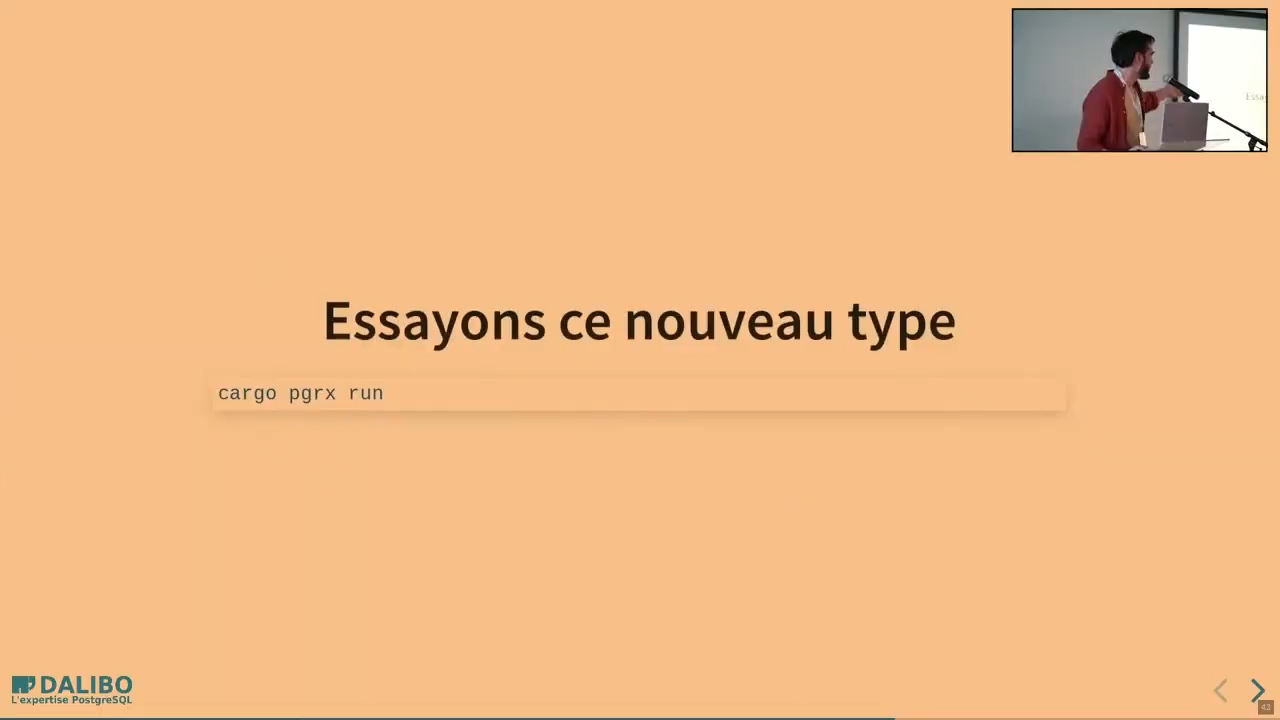 Essayons ce nouveau type
cargo pgrx run
DALIBO
L'expertise PostgreSQL